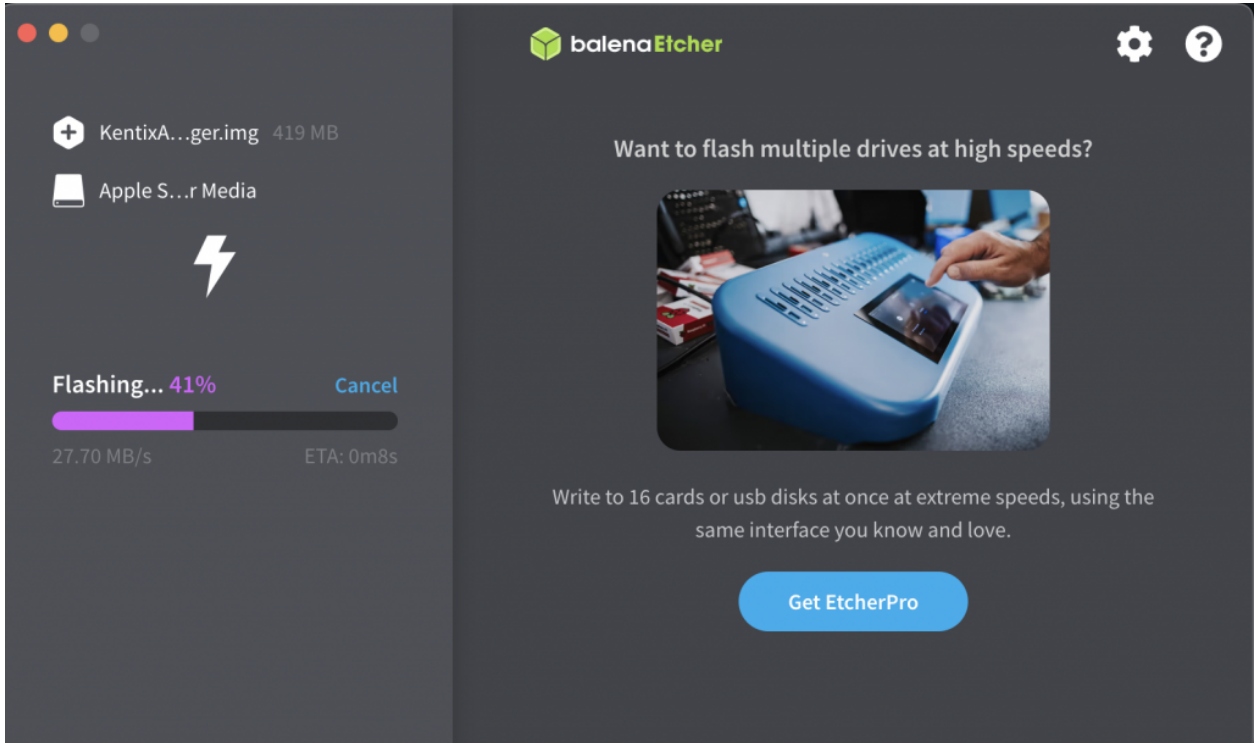 balenaEtcher
KentixA...ger.img 419 MB
Apple S...r Media
Flashing... 41% Cancel
27.70 MB/s ETA: 0m8s
Want to flash multiple drives at high speeds?
Write to 16 cards or usb disks at once at extreme speeds, using the
same interface you know and love.
Get EtcherPro